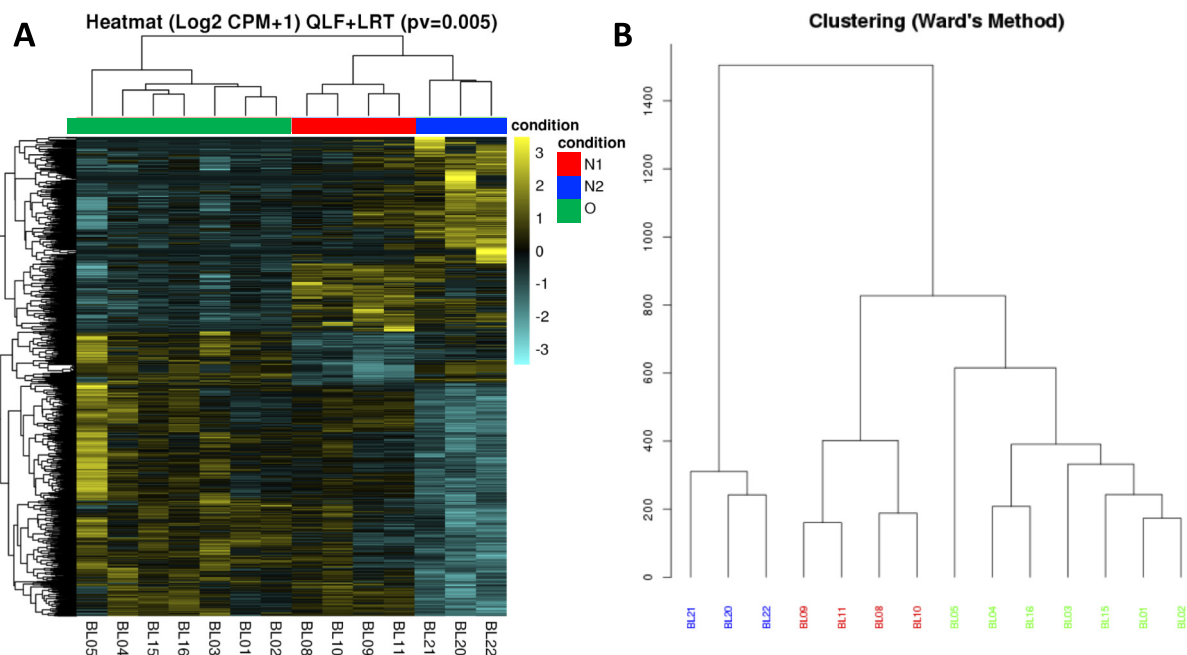 A
Heatmat (Log2 CPM+1) QLF+LRT (pv=0.005)
condition
condition
N1
N2
O
3
2
1
0
-1
-2
-3
BL05
BL04
BL15
BL16
BL03
BL01
BL02
BL08
BL10
BL09
BL11
BL21
BL20
BL22
B
Clustering (Ward's Method)
1400
1200
1000
800
600
400
200
0
BL21
BL20
BL22
BL09
BL11
BL08
BL10
BL05
BL04
BL16
BL03
BL15
BL01
BL02